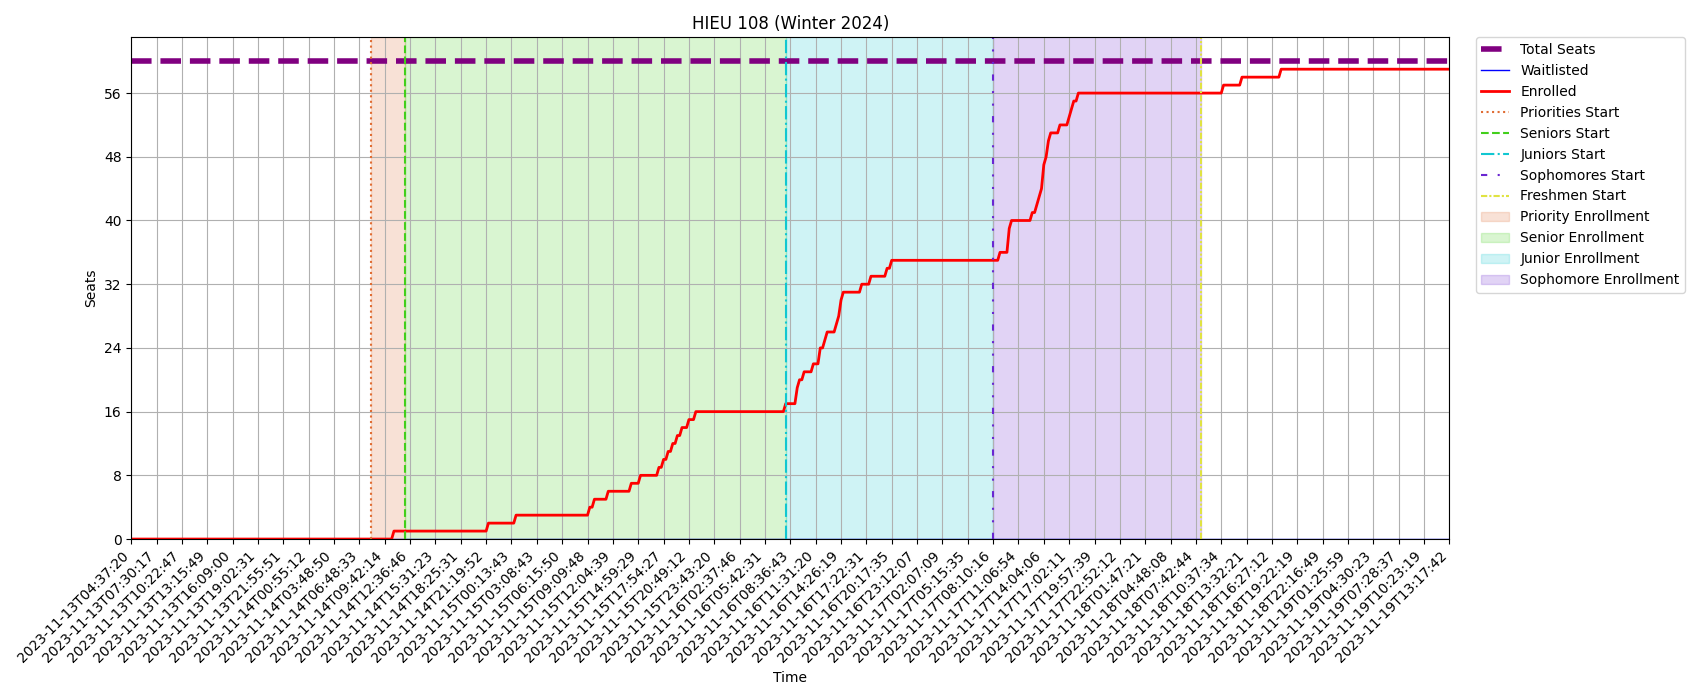 HIEU 108 (Winter 2024)
Total Seats
Waitlisted
Enrolled
Priorities Start
Seniors Start
Juniors Start
Sophomores Start
Freshmen Start
Priority Enrollment
Senior Enrollment
Junior Enrollment
Sophomore Enrollment
Seats
56
48
40
32
24
16
8
0
2023-11-13T04:37:20
2023-11-13T07:30:17
2023-11-13T10:22:47
2023-11-13T13:15:49
2023-11-13T16:09:00
2023-11-13T19:02:31
2023-11-13T21:55:51
2023-11-14T00:55:12
2023-11-14T03:48:50
2023-11-14T06:48:33
2023-11-14T09:42:14
2023-11-14T12:36:46
2023-11-14T15:31:23
2023-11-14T18:25:31
2023-11-14T21:19:52
2023-11-15T00:13:43
2023-11-15T03:08:43
2023-11-15T06:15:50
2023-11-15T09:09:48
2023-11-15T12:04:39
2023-11-15T14:59:29
2023-11-15T17:54:27
2023-11-15T20:49:12
2023-11-15T23:43:20
2023-11-16T02:37:46
2023-11-16T05:42:31
2023-11-16T08:36:43
2023-11-16T11:31:20
2023-11-16T14:26:19
2023-11-16T17:22:31
2023-11-16T20:17:35
2023-11-16T23:12:07
2023-11-17T02:07:09
2023-11-17T05:15:35
2023-11-17T08:10:16
2023-11-17T11:06:54
2023-11-17T14:04:06
2023-11-17T17:02:11
2023-11-17T19:57:39
2023-11-17T22:52:12
2023-11-18T01:47:21
2023-11-18T04:48:08
2023-11-18T07:42:44
2023-11-18T10:37:34
2023-11-18T13:32:21
2023-11-18T16:27:12
2023-11-18T19:22:19
2023-11-18T22:16:49
2023-11-19T01:25:59
2023-11-19T04:30:23
2023-11-19T07:28:37
2023-11-19T10:23:19
2023-11-19T13:17:42
Time